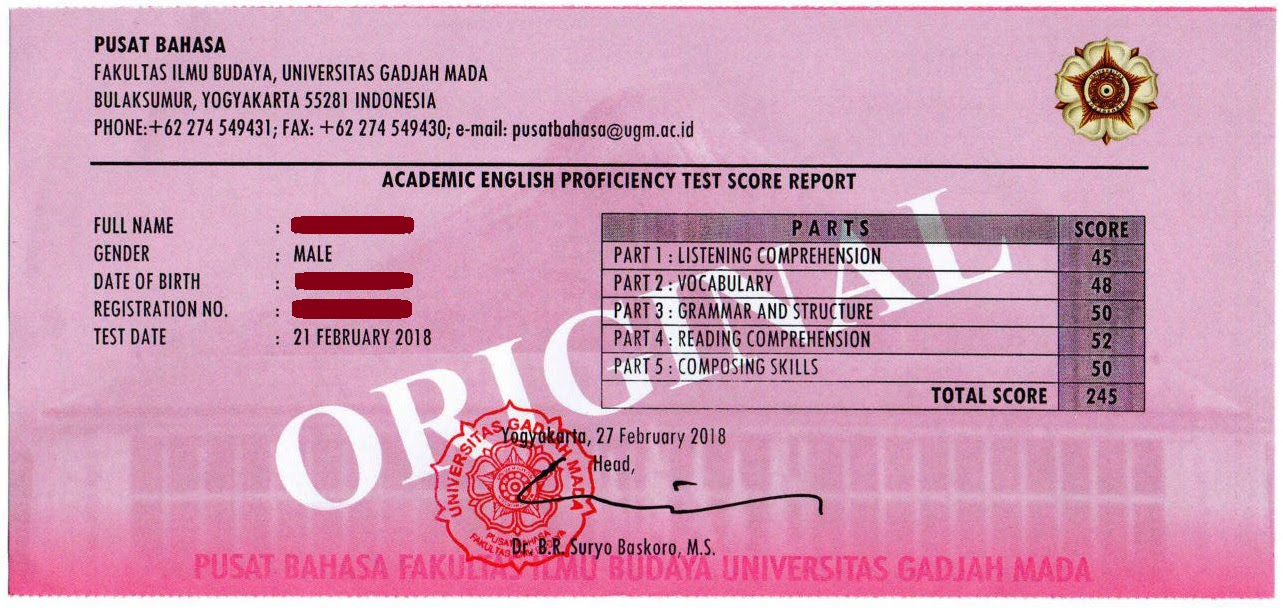 PUSAT BAHASA
FAKULTAS ILMU BUDAYA, UNIVERSITAS GADJAH MADA
BULAKSUMUR, YOGYAKARTA 55281 INDONESIA
PHONE:+62 274 549431; FAX: +62 274 549430; e-mail: pusatbahasa@ugm.ac.id
ACADEMIC ENGLISH PROFICIENCY TEST SCORE REPORT
FULL NAME :
GENDER : MALE
DATE OF BIRTH :
REGISTRATION NO. :
TEST DATE : 21 FEBRUARY 2018
PARTS SCORE
PART 1 : LISTENING COMPREHENSION 45
PART 2 : VOCABULARY 48
PART 3 : GRAMMAR AND STRUCTURE 50
PART 4 : READING COMPREHENSION 52
PART 5 : COMPOSING SKILLS 50
TOTAL SCORE 245
ORIGINAL
Yogyakarta, 27 February 2018
Head,
UNIVERSITAS GADJAH MADA
PUSAT BAHASA
Dr. B.R. Suryo Baskoro, M.S.
PUSAT BAHASA FAKULTAS ILMU BUDAYA UNIVERSITAS GADJAH MADA